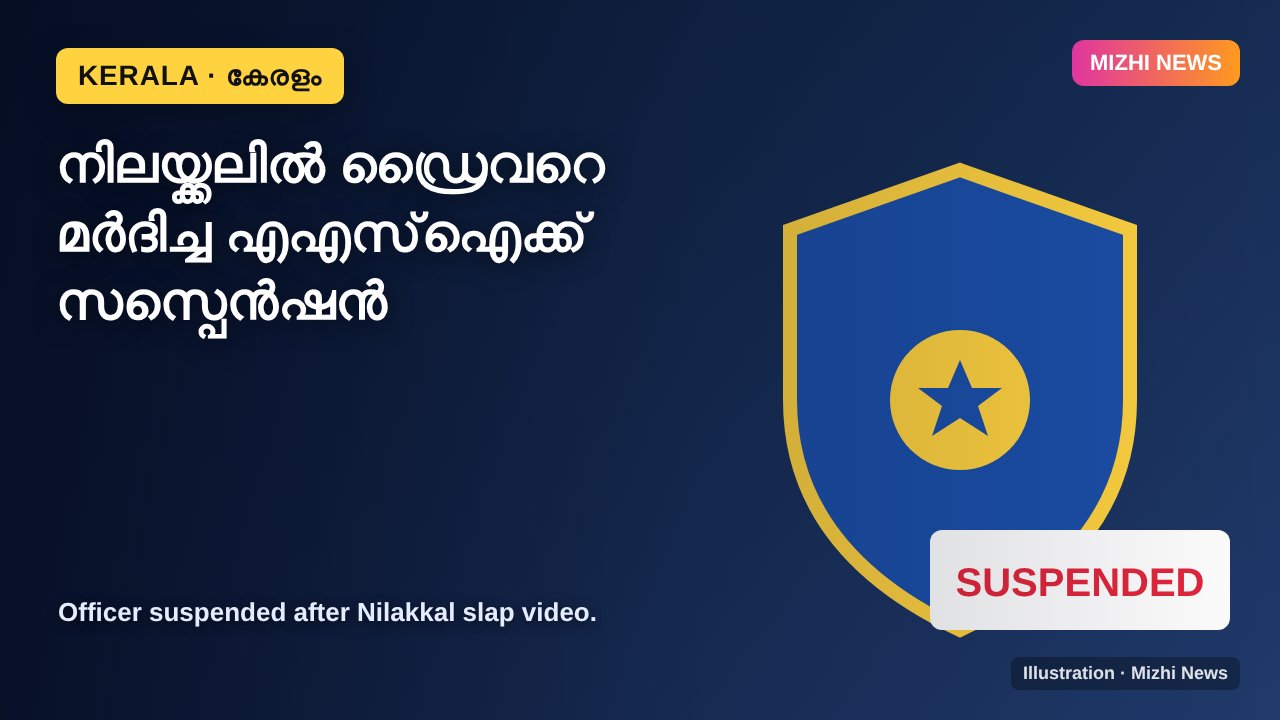 KERALA · കേരളം
MIZHI NEWS
നിലയ്ക്കലിൽ ഡ്രൈവറെ
മർദിച്ച എഎസ്ഐക്ക്
സസ്പെൻഷൻ
SUSPENDED
Officer suspended after Nilakkal slap video.
Illustration · Mizhi News